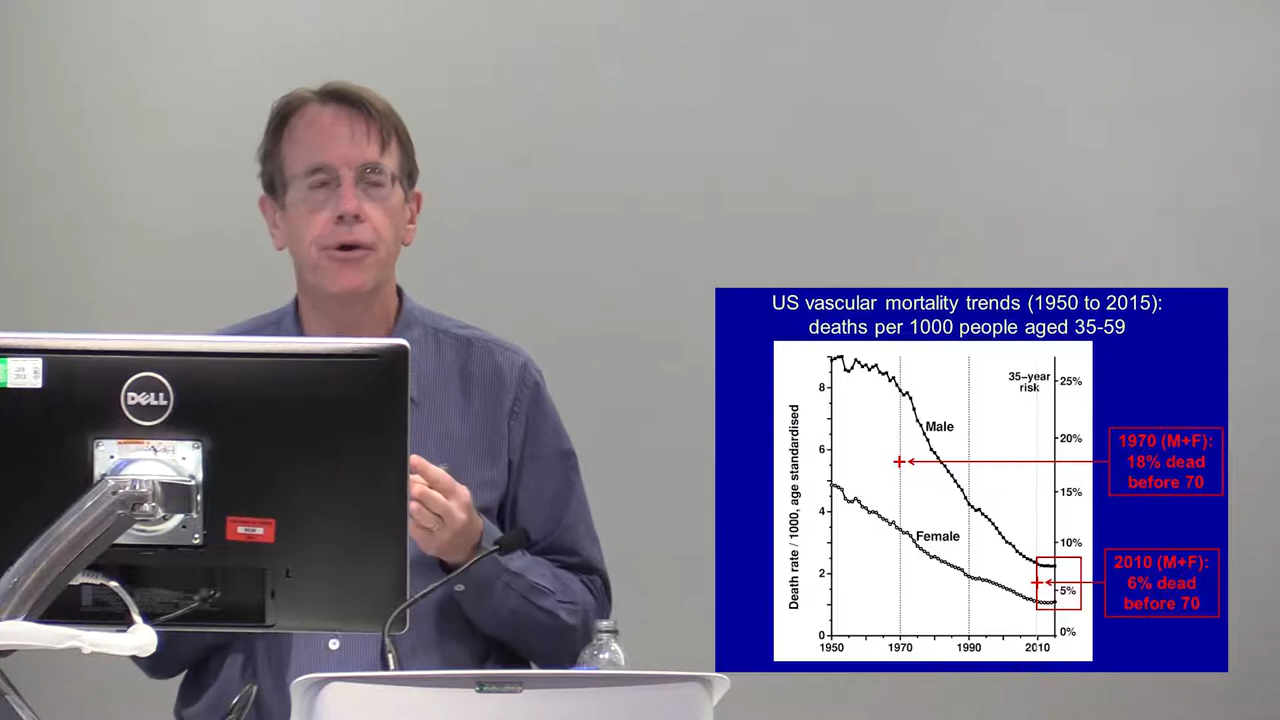 US vascular mortality trends (1950 to 2015):
deaths per 1000 people aged 35-59
Death rate / 1000, age standardised
8
6
4
2
0
1950
1970
1990
2010
Male
Female
35-year
risk
25%
20%
15%
10%
5%
0%
1970 (M+F):
18% dead
before 70
2010 (M+F):
6% dead
before 70
DELL